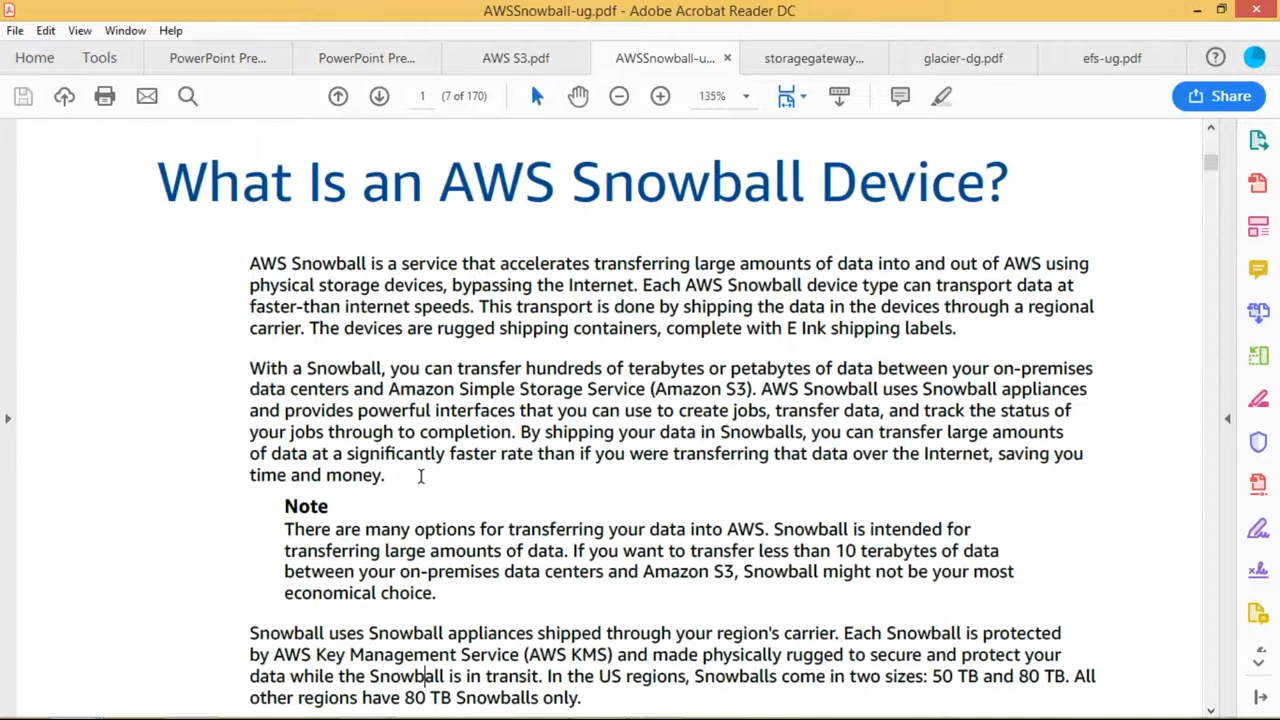 AWSSnowball-ug.pdf - Adobe Acrobat Reader DC
File Edit View Window Help
Home Tools PowerPoint Pre... PowerPoint Pre... AWS S3.pdf AWSSnowball-u... × storagegateway... glacier-dg.pdf efs-ug.pdf
1 (7 of 170) 135% Share
What Is an AWS Snowball Device?
AWS Snowball is a service that accelerates transferring large amounts of data into and out of AWS using
physical storage devices, bypassing the Internet. Each AWS Snowball device type can transport data at
faster-than internet speeds. This transport is done by shipping the data in the devices through a regional
carrier. The devices are rugged shipping containers, complete with E Ink shipping labels.
With a Snowball, you can transfer hundreds of terabytes or petabytes of data between your on-premises
data centers and Amazon Simple Storage Service (Amazon S3). AWS Snowball uses Snowball appliances
and provides powerful interfaces that you can use to create jobs, transfer data, and track the status of
your jobs through to completion. By shipping your data in Snowballs, you can transfer large amounts
of data at a significantly faster rate than if you were transferring that data over the Internet, saving you
time and money.
Note
There are many options for transferring your data into AWS. Snowball is intended for
transferring large amounts of data. If you want to transfer less than 10 terabytes of data
between your on-premises data centers and Amazon S3, Snowball might not be your most
economical choice.
Snowball uses Snowball appliances shipped through your region's carrier. Each Snowball is protected
by AWS Key Management Service (AWS KMS) and made physically rugged to secure and protect your
data while the Snowball is in transit. In the US regions, Snowballs come in two sizes: 50 TB and 80 TB. All
other regions have 80 TB Snowballs only.